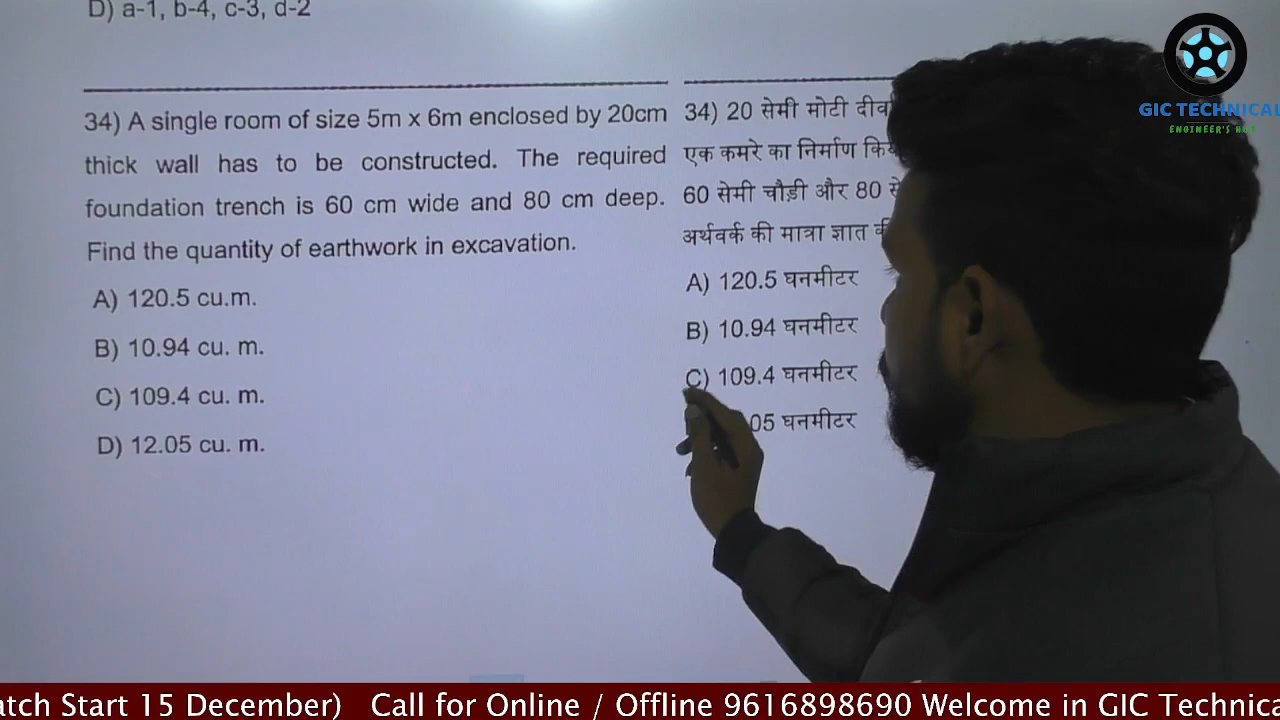 D) a-1, b-4, c-3, d-2
34) A single room of size 5m x 6m enclosed by 20cm
thick wall has to be constructed. The required
foundation trench is 60 cm wide and 80 cm deep.
Find the quantity of earthwork in excavation.
A) 120.5 cu.m.
B) 10.94 cu. m.
C) 109.4 cu. m.
D) 12.05 cu. m.
34) 20 सेमी मोटी
एक कमरे का निर्माण
60 सेमी चौड़ी और 80
अर्थवर्क की मात्रा ज्ञात
A) 120.5 घनमीटर
B) 10.94 घनमीटर
C) 109.4 घनमीटर
05 घनमीटर
GIC TECHNICAL
ENGINEER'S HUB
atch Start 15 December) Call for Online / Offline 9616898690 Welcome in GIC Technica